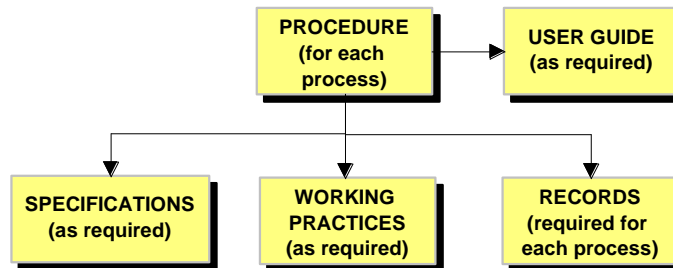 PROCEDURE
(for each
process)
USER GUIDE
(as required)
SPECIFICATIONS
(as required)
WORKING
PRACTICES
(as required)
RECORDS
(required for
each process)